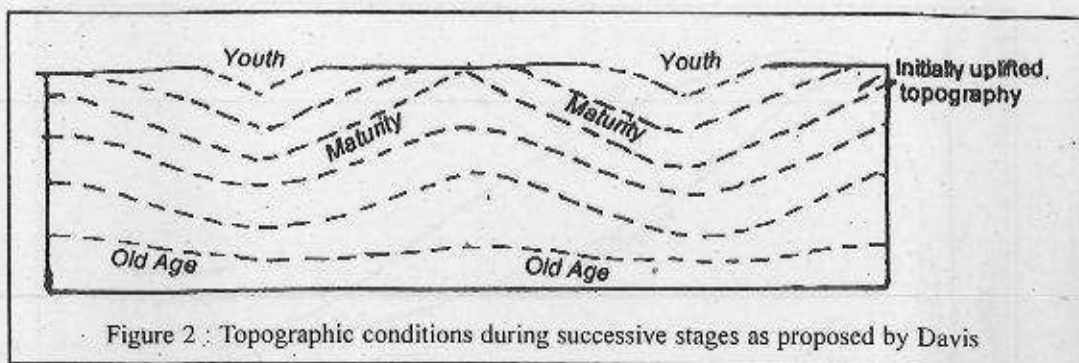 Youth
Youth
Initially uplifted.
topography
Maturity
Maturity
Old Age
Old Age
Figure 2 : Topographic conditions during successive stages as proposed by Davis